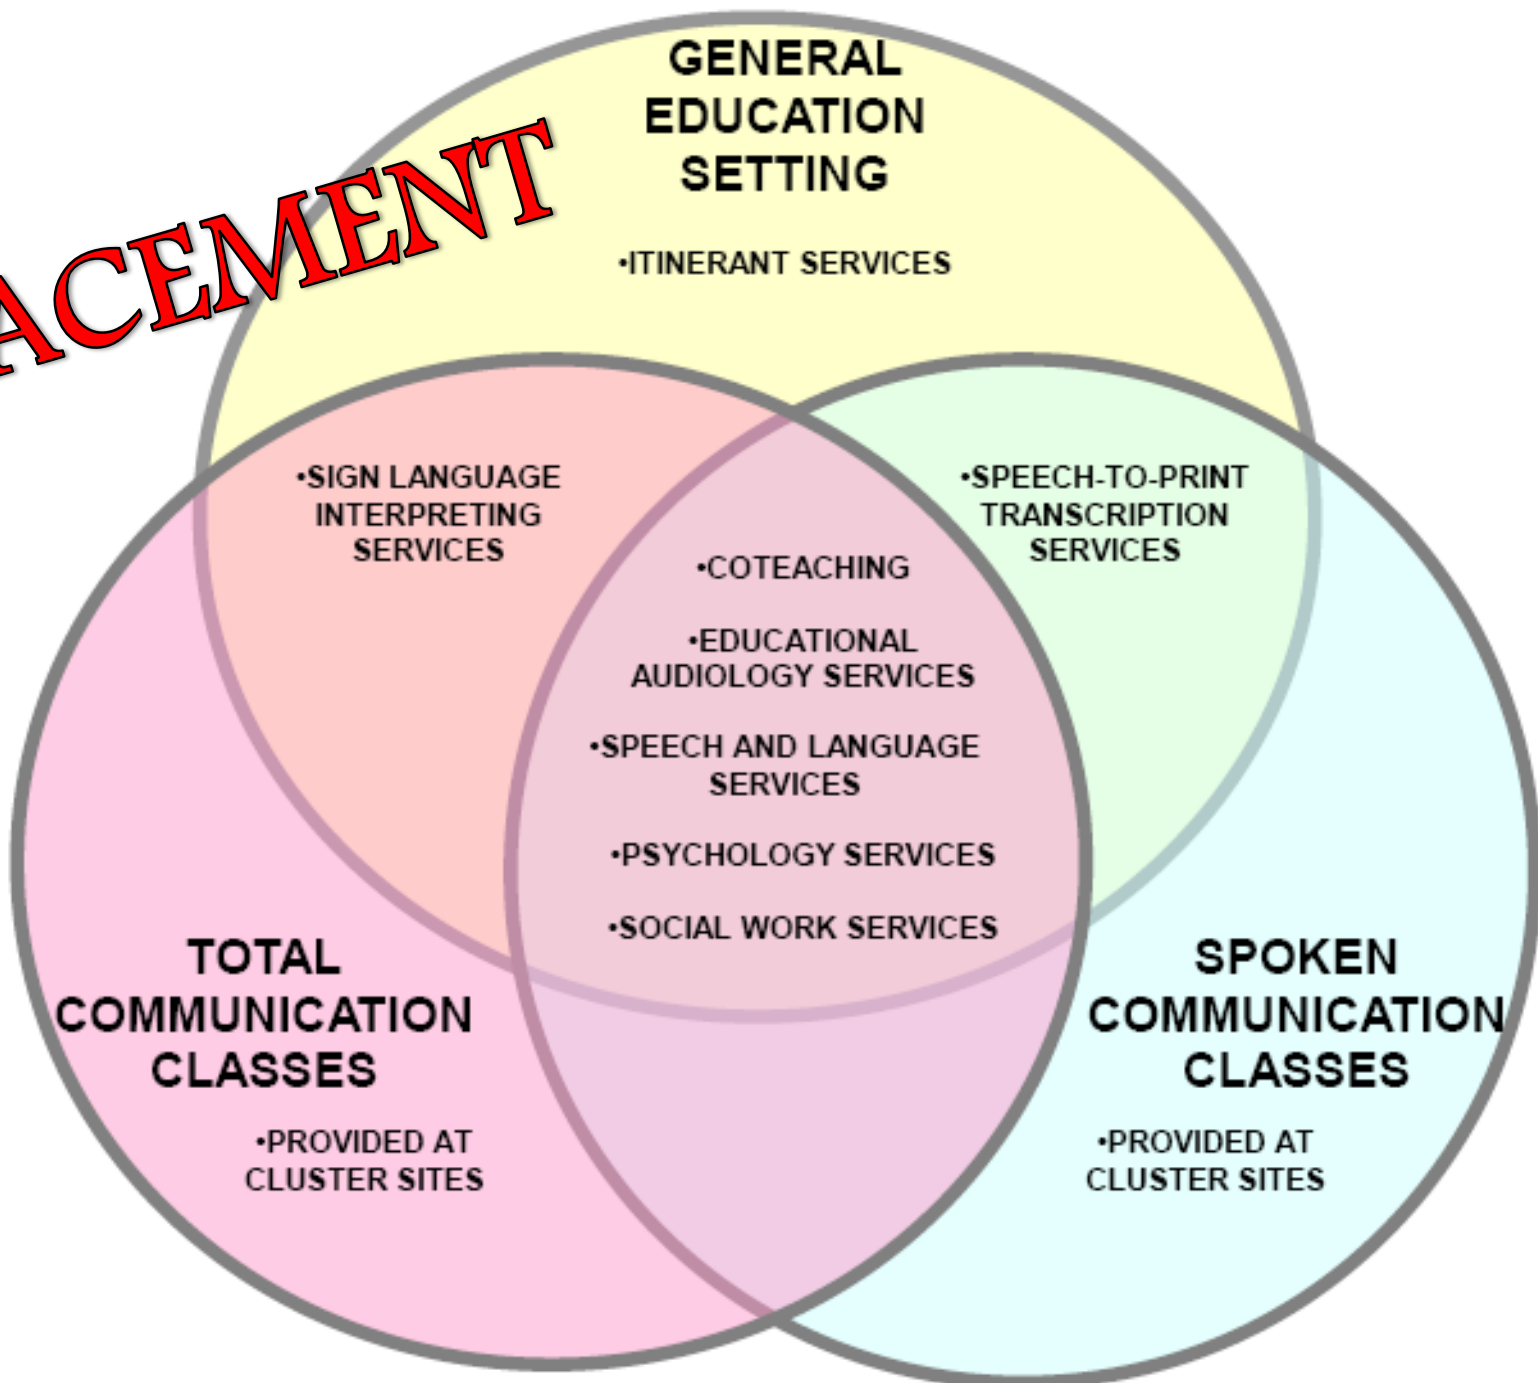 GENERAL
EDUCATION
SETTING
ACEMENT
•ITINERANT SERVICES
•SIGN LANGUAGE
INTERPRETING
SERVICES
•SPEECH-TO-PRINT
TRANSCRIPTION
SERVICES
•COTEACHING
•EDUCATIONAL
AUDIOLOGY SERVICES
•SPEECH AND LANGUAGE
SERVICES
•PSYCHOLOGY SERVICES
•SOCIAL WORK SERVICES
TOTAL
COMMUNICATION
CLASSES
•PROVIDED AT
CLUSTER SITES
SPOKEN
COMMUNICATION
CLASSES
•PROVIDED AT
CLUSTER SITES